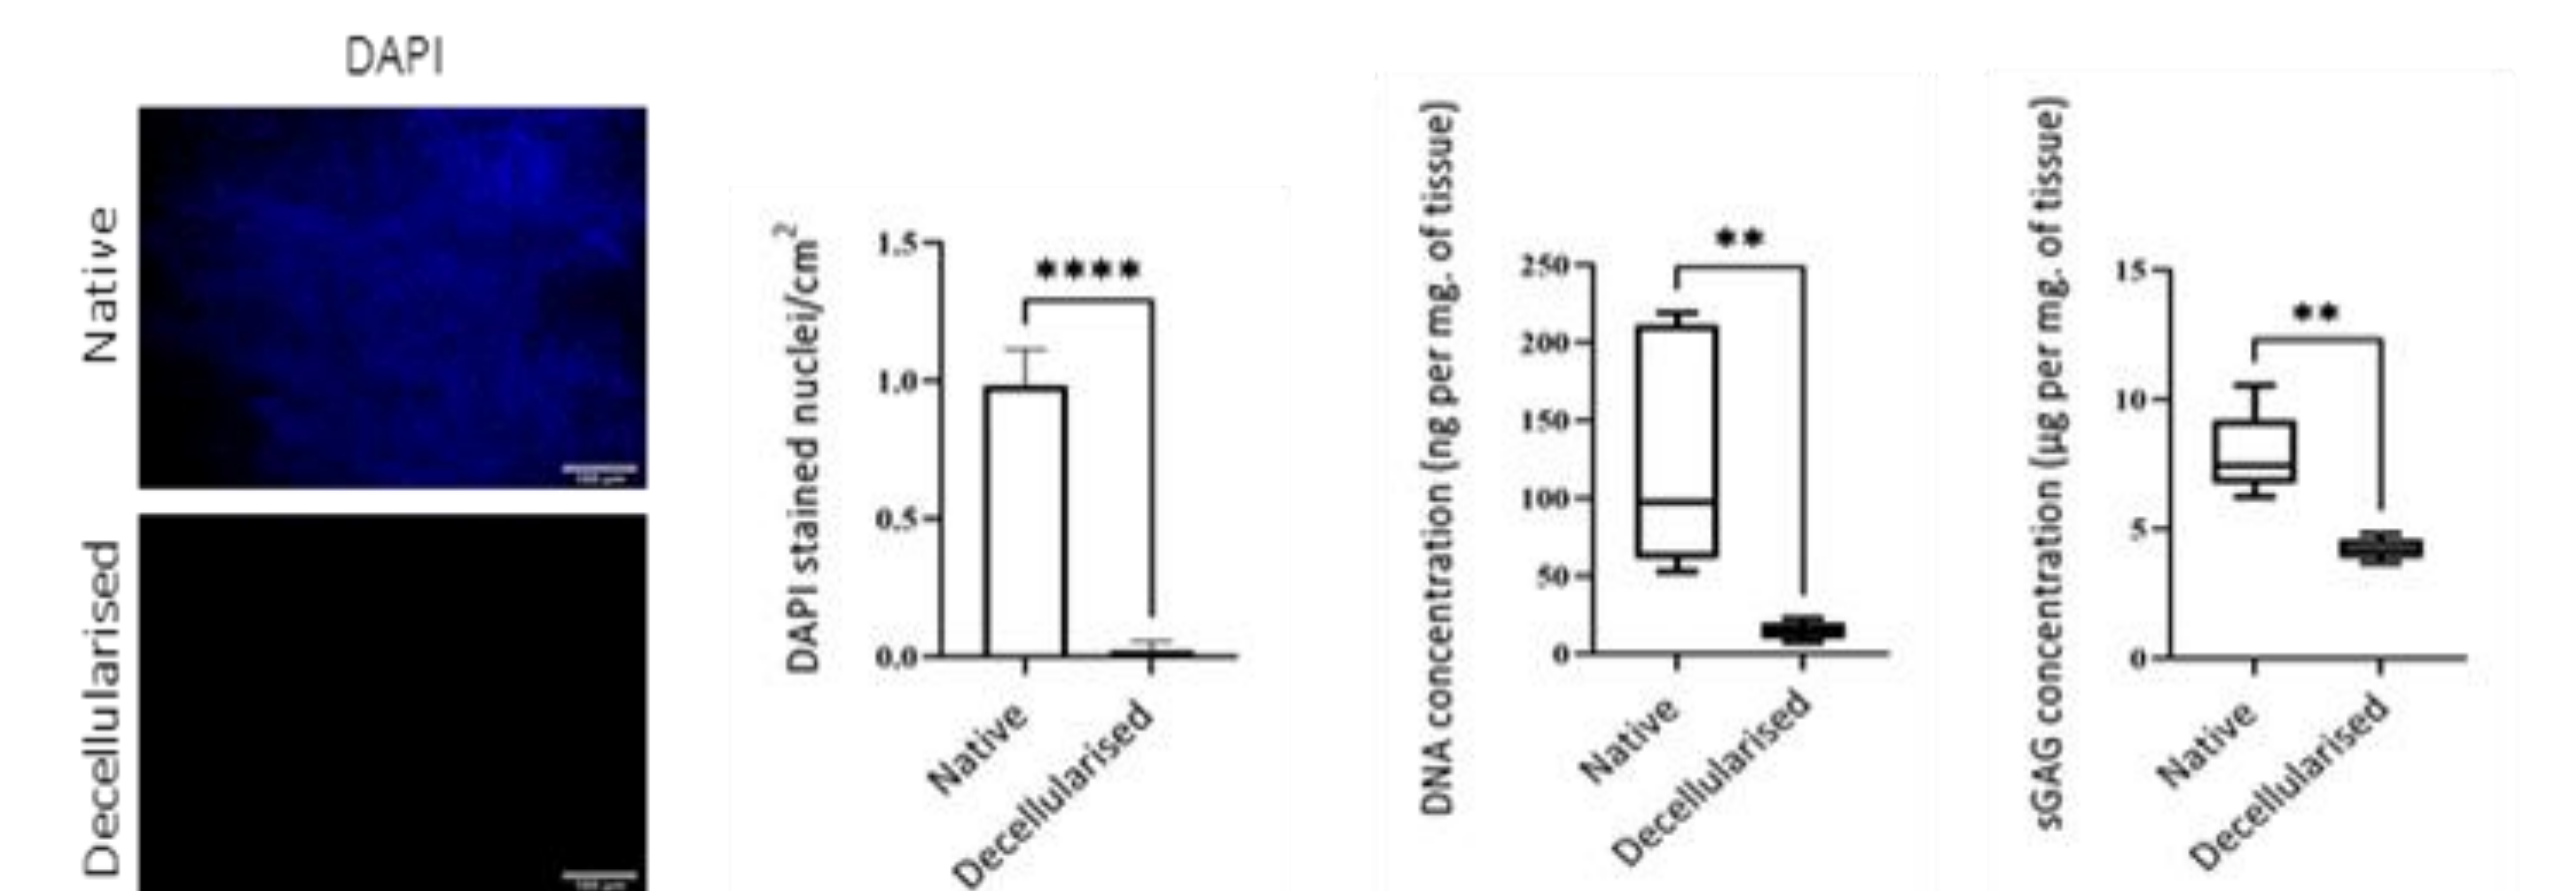 DAPI
Native
Decellularised
DAPI stained nuclei/cm²
1.5
1.0
0.5
0.0
****
Native
Decellularised
DNA concentration (ng per mg. of tissue)
250
200
150
100
50
0
**
Native
Decellularised
sGAG concentration (µg per mg. of tissue)
15
10
5
0
**
Native
Decellularised